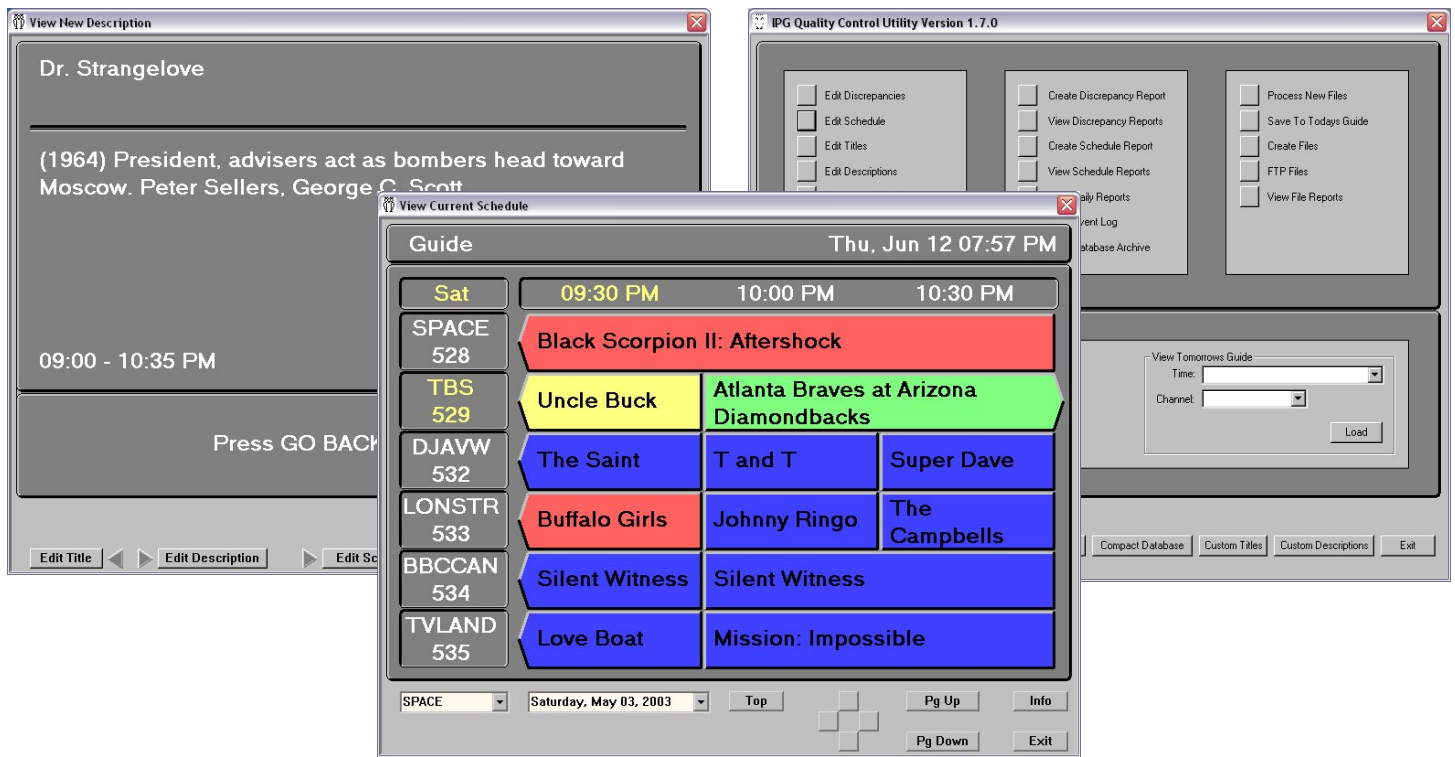 View New Description
Dr. Strangelove
(1964) President, advisers act as bombers head toward
Moscow. Peter Sellers, George C. Scott
09:00 - 10:35 PM
Press GO BACK
Edit Title
Edit Description
IPG Quality Control Utility Version 1.7.0
Edit Discrepancies
Edit Schedule
Edit Titles
Edit Descriptions
Create Discrepancy Report
View Discrepancy Reports
Create Schedule Report
View Schedule Reports
Reports
Log
Archive
Process New Files
Save To Todays Guide
Create Files
FTP Files
View File Reports
View Tomorrows Guide
Time:
Channel:
Load
Compact Database
Custom Titles
Custom Descriptions
Exit
View Current Schedule
Guide
Thu, Jun 12 07:57 PM
Sat 09:30 PM 10:00 PM 10:30 PM
SPACE
528
Black Scorpion II: Aftershock
TBS
529
Uncle Buck
Atlanta Braves at Arizona
Diamondbacks
DJAVW
532
The Saint
T and T
Super Dave
LONSTR
533
Buffalo Girls
Johnny Ringo
The
Campbells
BBCCAN
534
Silent Witness
Silent Witness
TVLAND
535
Love Boat
Mission: Impossible
SPACE
Saturday, May 03, 2003
Top
Pg Up
Info
Pg Down
Exit